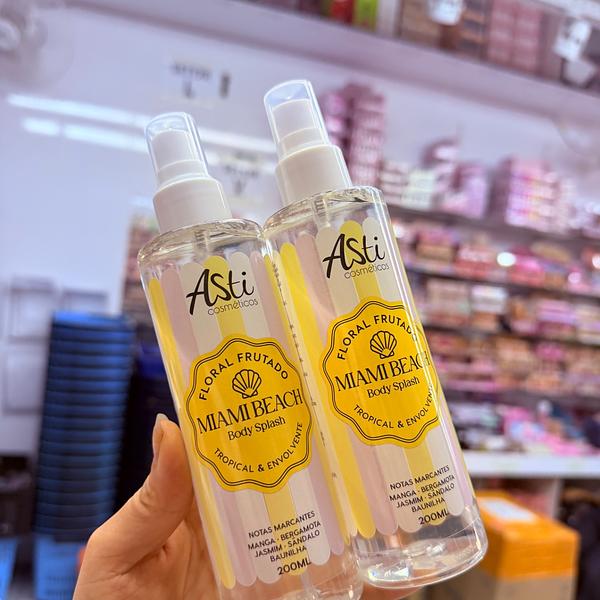 ASti
cosméticos
FLORAL FRUTADO
MIAMI BEACH
Body Splash
TROPICAL & ENVOLVENTE
NOTAS MARCANTES
MANGA · BERGAMOTA
JASMIM · SÂNDALO
BAUNILHA
200ML
ASti
cosméticos
FLORAL FRUTADO
MIAMI BEACH
Body Splash
TROPICAL & ENVOLVENTE
NOTAS MARCANTES
MANGA · BERGAMOTA
JASMIM · SÂNDALO
BAUNILHA
200ML